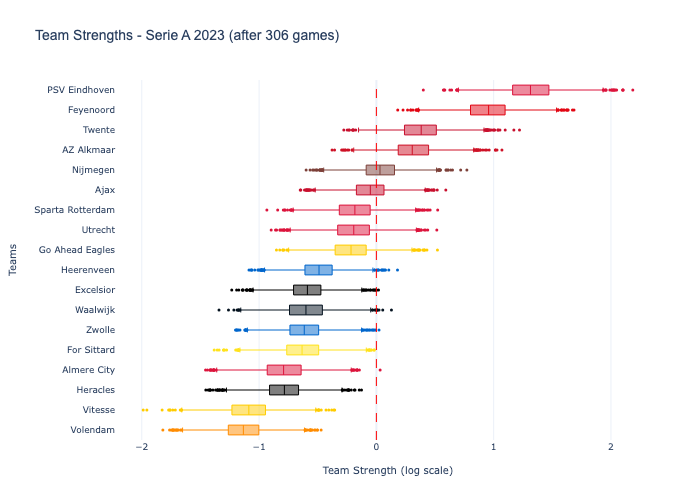 Team Strengths - Serie A 2023 (after 306 games)
PSV Eindhoven
Feyenoord
Twente
AZ Alkmaar
Nijmegen
Ajax
Sparta Rotterdam
Utrecht
Go Ahead Eagles
Heerenveen
Excelsior
Waalwijk
Zwolle
For Sittard
Almere City
Heracles
Vitesse
Volendam
Teams
−2 −1 0 1 2
Team Strength (log scale)